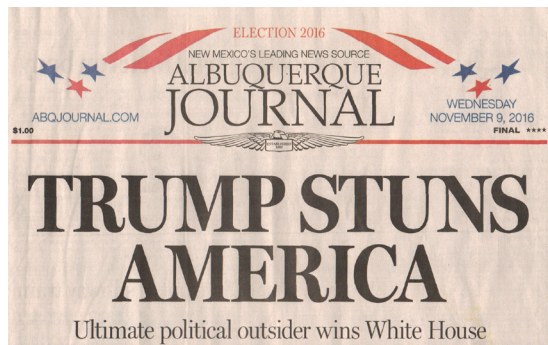 ELECTION 2016
NEW MEXICO'S LEADING NEWS SOURCE
ALBUQUERQUE
JOURNAL
ABQJOURNAL.COM
WEDNESDAY
NOVEMBER 9, 2016
$1.00
FINAL ★★★★
TRUMP STUNS
AMERICA
Ultimate political outsider wins White House